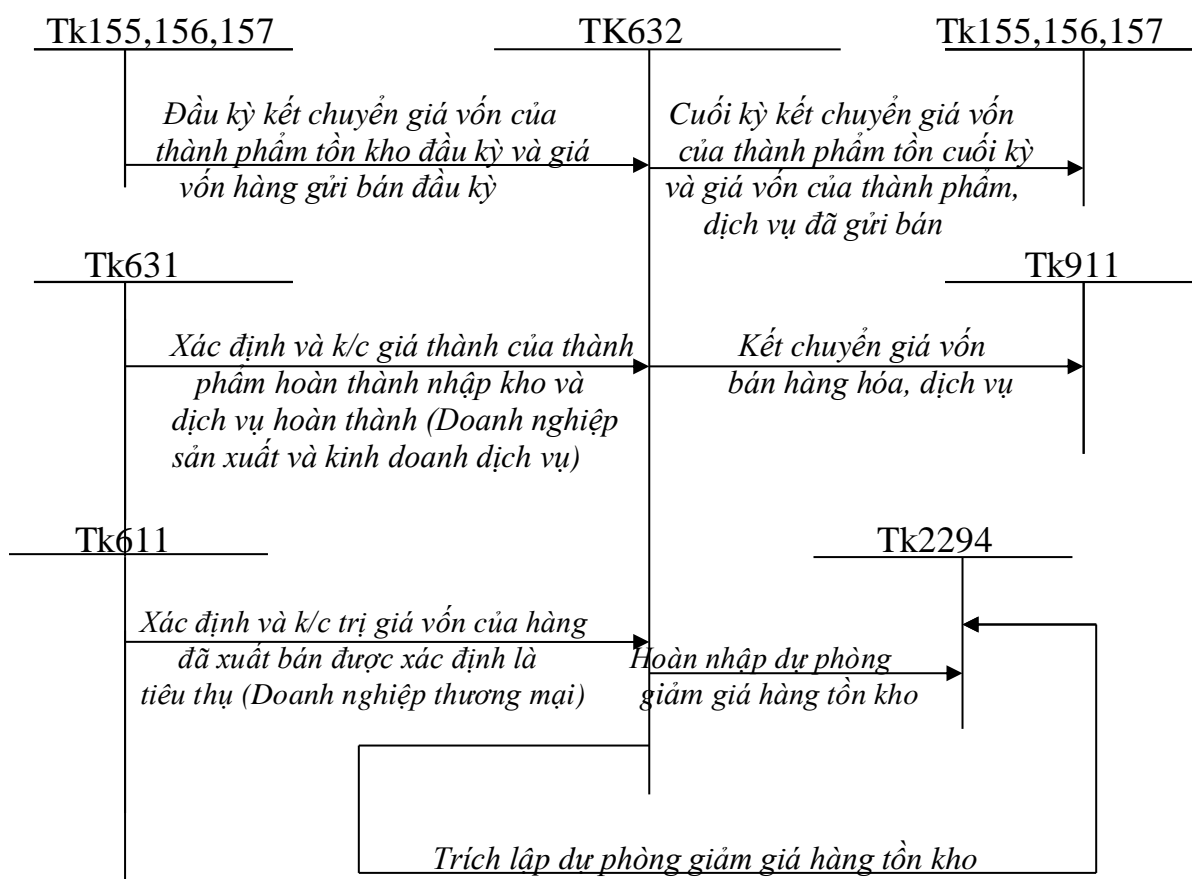 Tk155,156,157
TK632
Tk155,156,157
Đầu kỳ kết chuyển giá vốn của
thành phẩm tồn kho đầu kỳ và giá
vốn hàng gửi bán đầu kỳ
Cuối kỳ kết chuyển giá vốn
của thành phẩm tồn cuối kỳ
và giá vốn của thành phẩm,
dịch vụ đã gửi bán
Tk631
Tk911
Xác định và k/c giá thành của thành
phẩm hoàn thành nhập kho và
dịch vụ hoàn thành (Doanh nghiệp
sản xuất và kinh doanh dịch vụ)
Kết chuyển giá vốn
bán hàng hóa, dịch vụ
Tk611
Tk2294
Xác định và k/c trị giá vốn của hàng
đã xuất bán được xác định là
tiêu thụ (Doanh nghiệp thương mại)
Hoàn nhập dự phòng
giảm giá hàng tồn kho
Trích lập dự phòng giảm giá hàng tồn kho